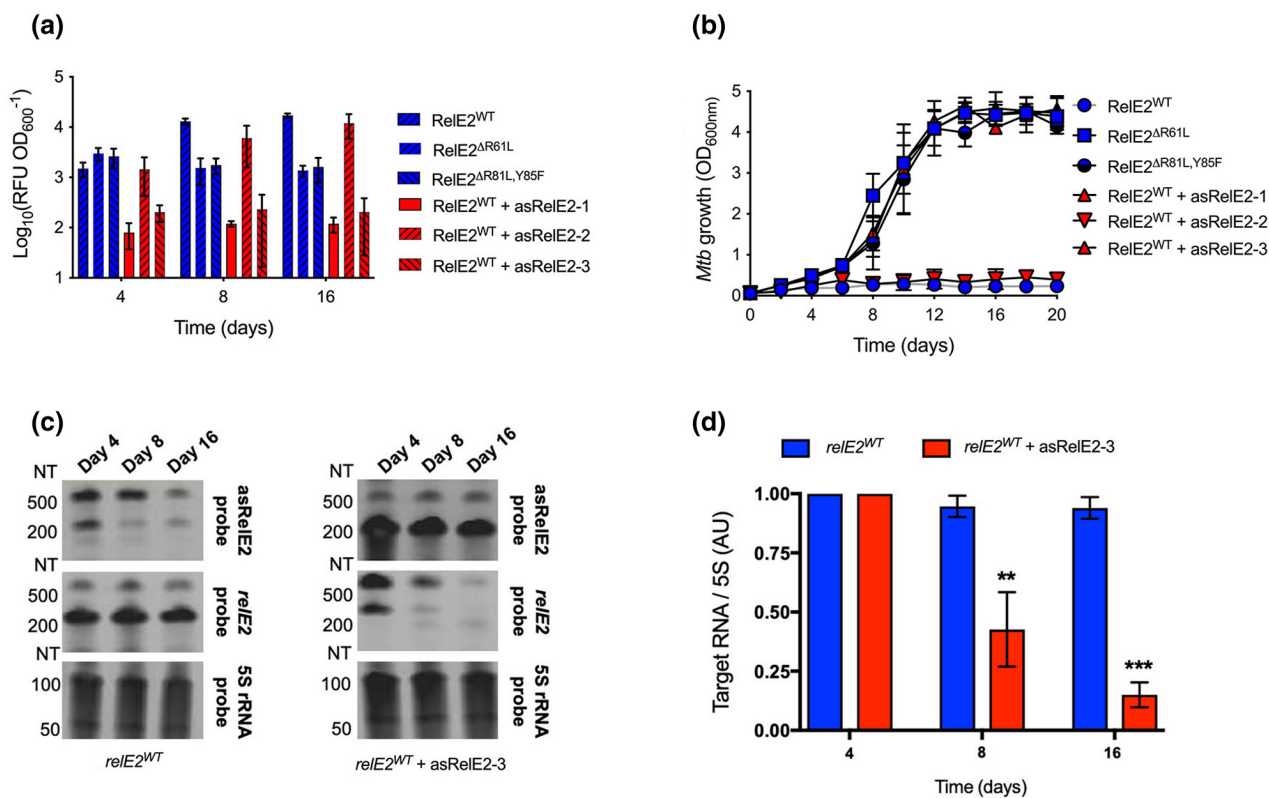 (a)
Log10(RFU OD600-1)
5
4
3
2
1
4
8
16
Time (days)
RelE2WT
RelE2ΔR61L
RelE2ΔR81L,Y85F
RelE2WT + asRelE2-1
RelE2WT + asRelE2-2
RelE2WT + asRelE2-3
(b)
Mtb growth (OD600nm)
5
4
3
2
1
0
0
4
8
12
16
20
Time (days)
RelE2WT
RelE2ΔR61L
RelE2ΔR81L,Y85F
RelE2WT + asRelE2-1
RelE2WT + asRelE2-2
RelE2WT + asRelE2-3
(c)
Day 4
Day 8
Day 16
NT
500
200
asRelE2 probe
NT
500
200
relE2 probe
NT
100
50
5S rRNA probe
relE2WT
Day 4
Day 8
Day 16
NT
500
200
asRelE2 probe
NT
500
200
relE2 probe
NT
100
50
5S rRNA probe
relE2WT + asRelE2-3
(d)
relE2WT
relE2WT + asRelE2-3
Target RNA / 5S (AU)
1.00
0.75
0.50
0.25
0.00
**
***
4
8
16
Time (days)